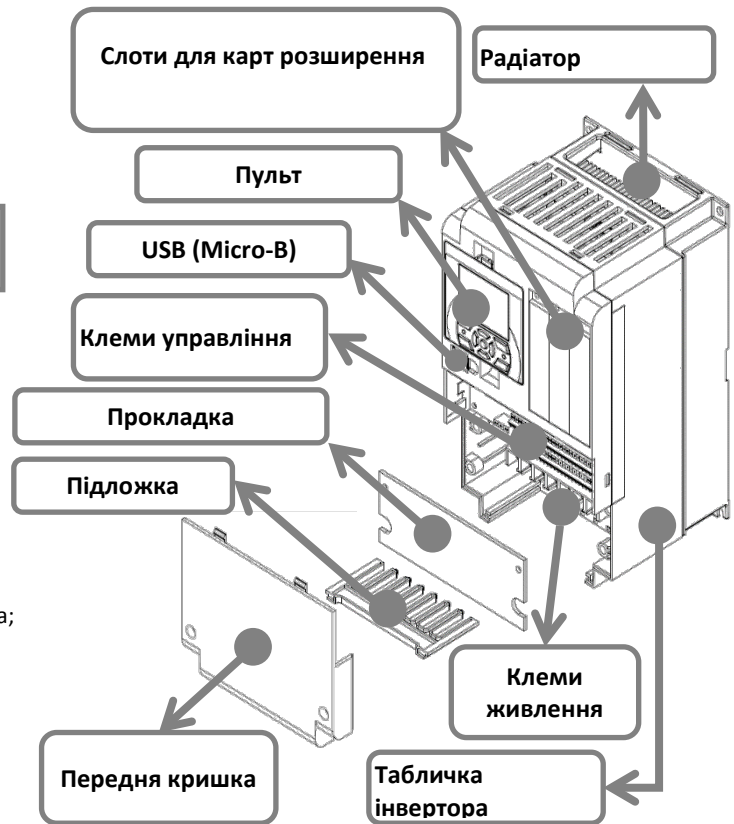 Слоти для карт розширення
Радіатор
Пульт
USB (Micro-B)
Клеми управління
Прокладка
Підложка
а;
Клеми
живлення
Передня кришка
Табличка
інвертора